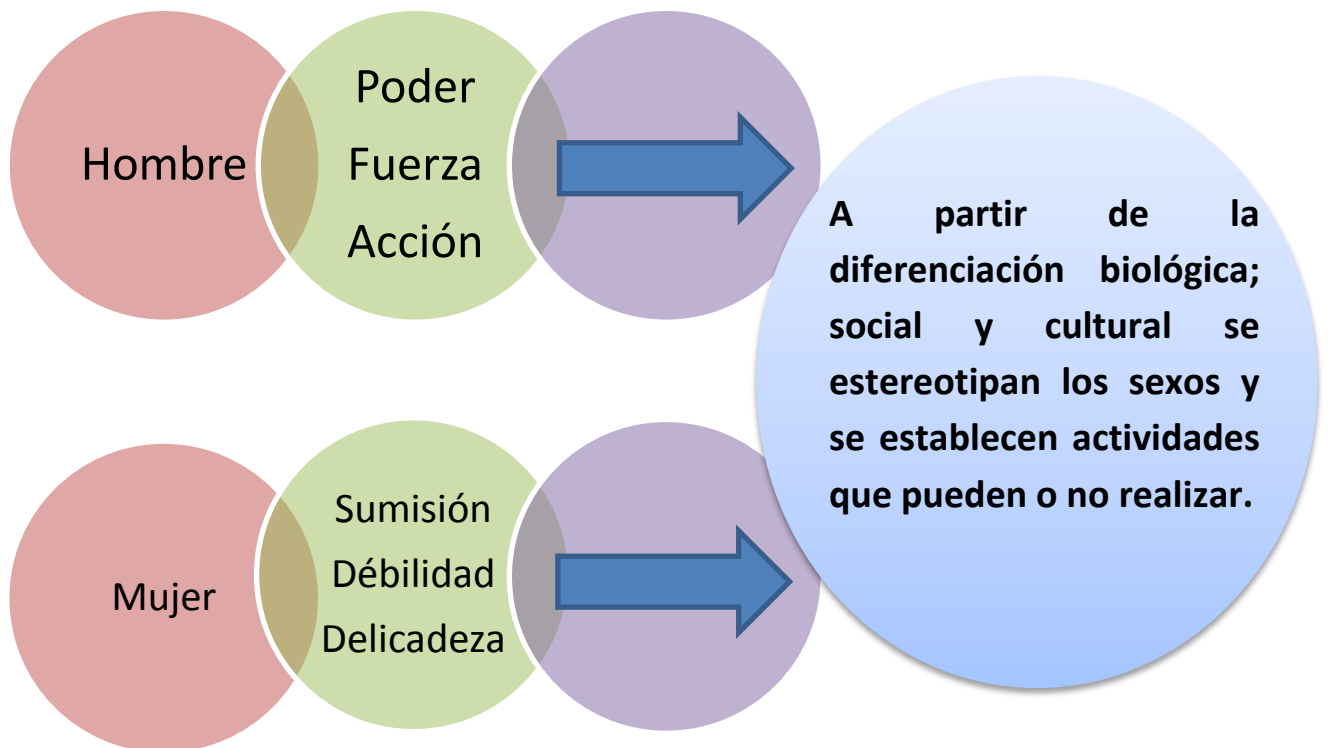 Hombre
Poder
Fuerza
Acción
A partir de la
diferenciación biológica;
social y cultural se
estereotipan los sexos y
se establecen actividades
que pueden o no realizar.
Mujer
Sumisión
Débilidad
Delicadeza